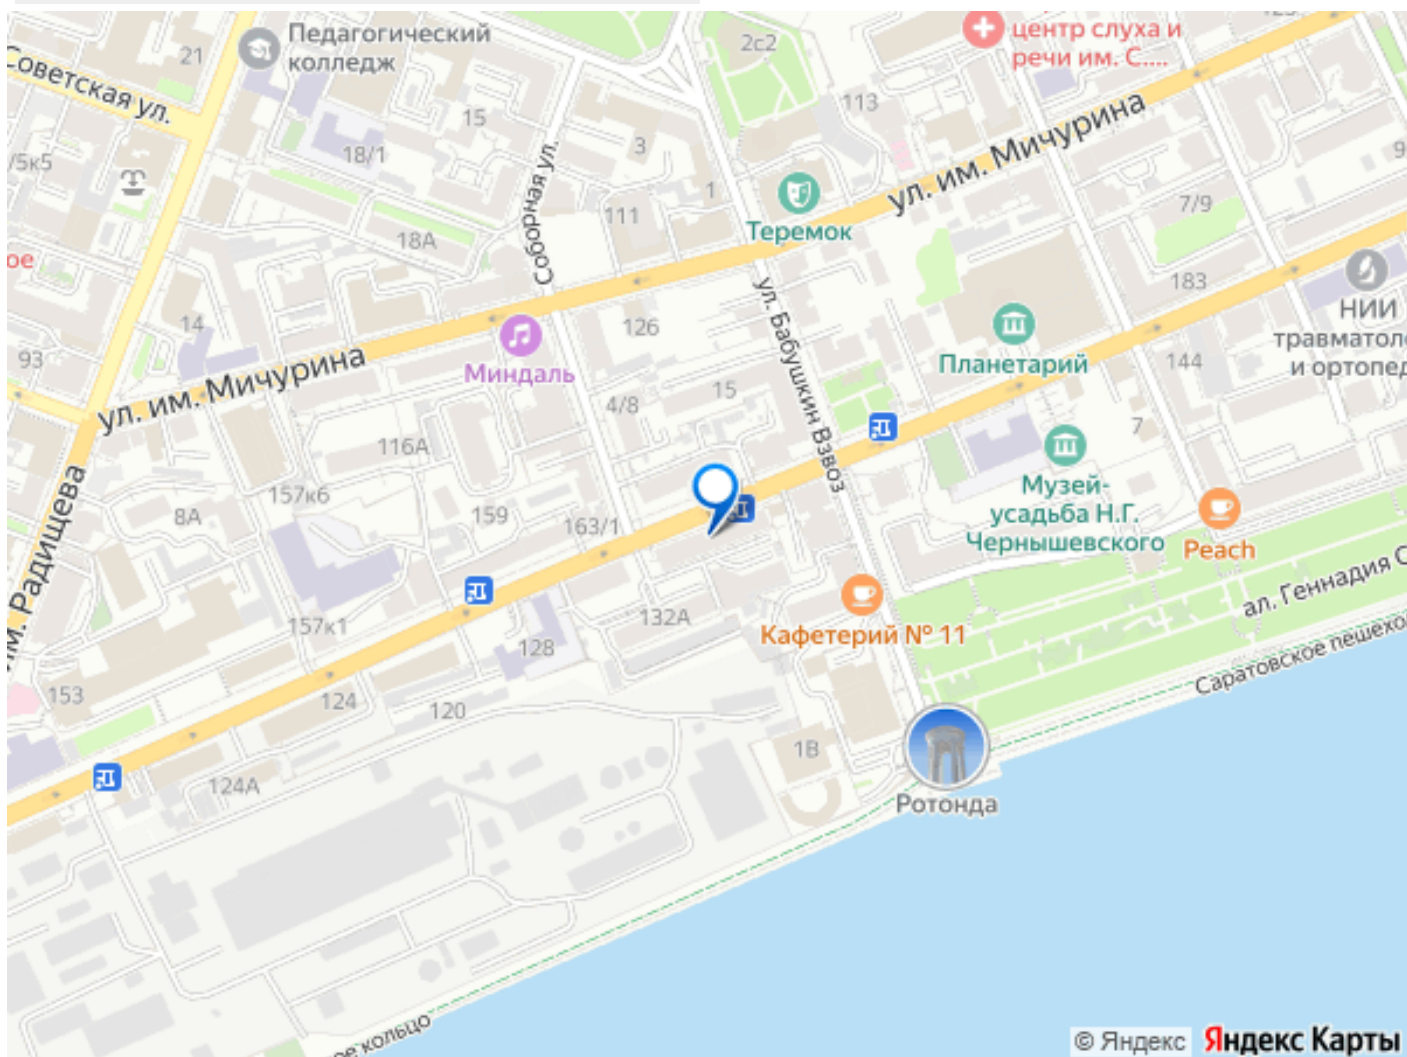 Педагогический
колледж
центр слуха и
речи им. С....
2с2
21
Советская ул.
15
113
ул. им. Мичурина
3
18/1
/5к5
1
7/9
Соборная ул.
111
Теремок
18А
ое
183
НИИ
травматоло
и ортопед
14
126
ул. Бабушкин Взвоз
Планетарий
93
Миндаль
144
ул. им. Мичурина
15
4/8
7
116А
Музей-
усадьба Н.Г.
Чернышевского
157к6
8А
159
163/1
Peach
им. Радищева
ал. Геннадия С
132А
Кафетерий № 11
157к1
128
Саратовское пешехо
153
124
120
1В
124А
Ротонда
ое кольцо
© Яндекс Яндекс Карты